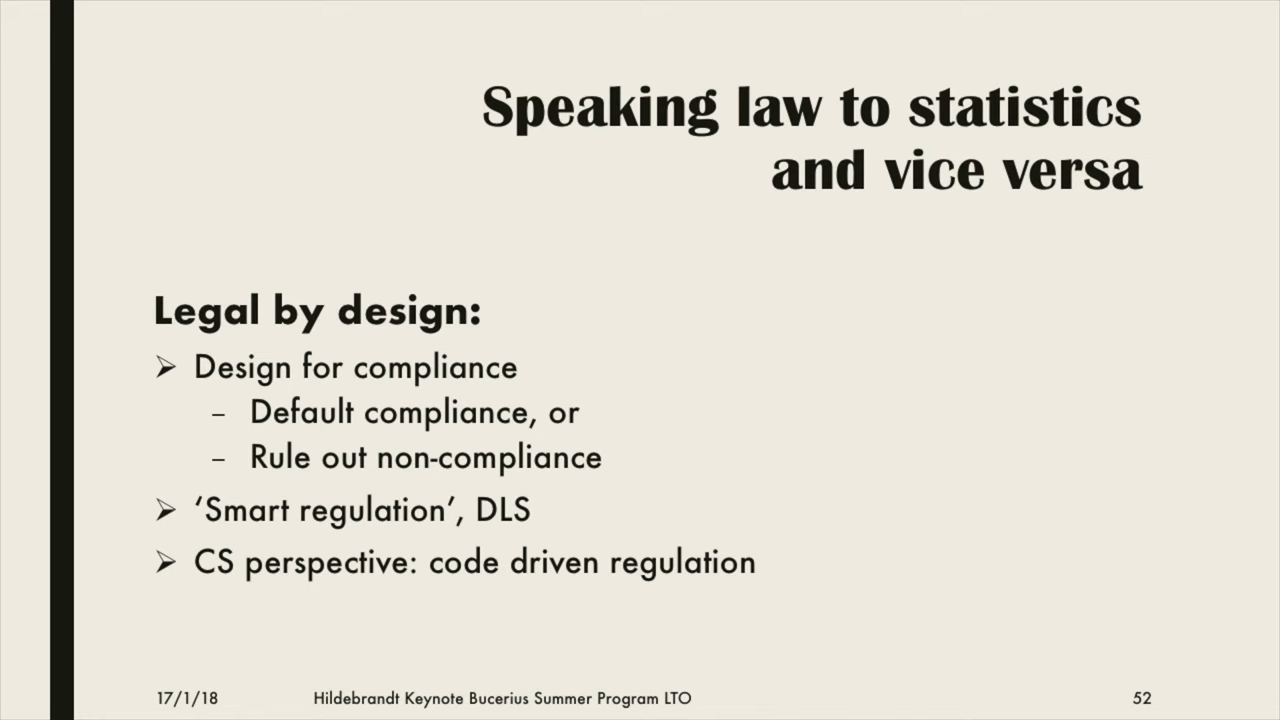 Speaking law to statistics
and vice versa
Legal by design:
➢ Design for compliance
– Default compliance, or
– Rule out non-compliance
➢ ‘Smart regulation’, DLS
➢ CS perspective: code driven regulation
17/1/18 Hildebrandt Keynote Bucerius Summer Program LTO 52